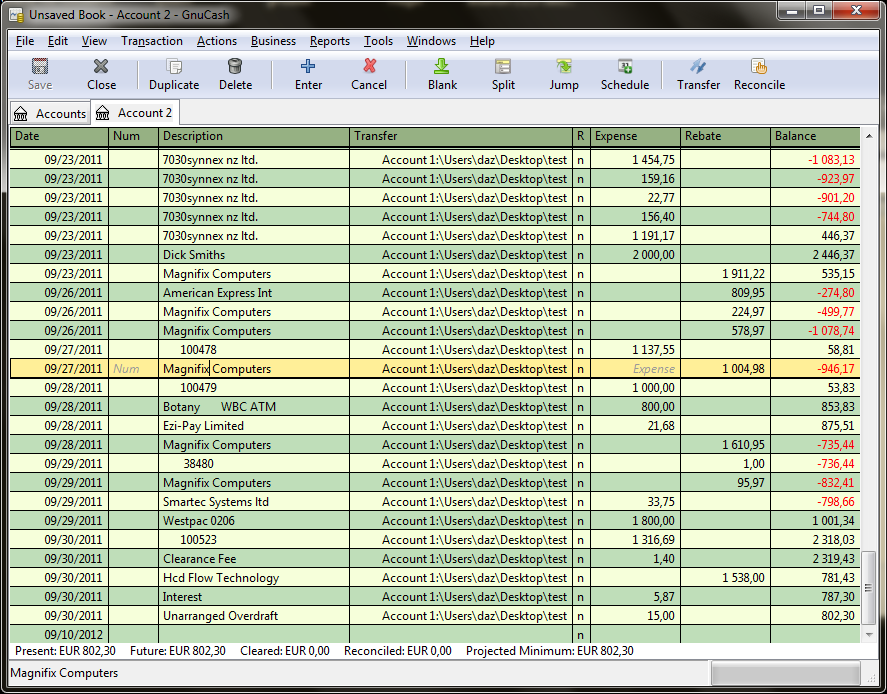 Unsaved Book - Account 2 - GnuCash
File Edit View Transaction Actions Business Reports Tools Windows Help
Save Close Duplicate Delete Enter Cancel Blank Split Jump Schedule Transfer Reconcile
Accounts Account 2
Date Num Description Transfer R Expense Rebate Balance
09/23/2011 7030synnex nz ltd. Account 1:\Users\daz\Desktop\test n 1 454,75 -1 083,13
09/23/2011 7030synnex nz ltd. Account 1:\Users\daz\Desktop\test n 159,16 -923,97
09/23/2011 7030synnex nz ltd. Account 1:\Users\daz\Desktop\test n 22,77 -901,20
09/23/2011 7030synnex nz ltd. Account 1:\Users\daz\Desktop\test n 156,40 -744,80
09/23/2011 7030synnex nz ltd. Account 1:\Users\daz\Desktop\test n 1 191,17 446,37
09/23/2011 Dick Smiths Account 1:\Users\daz\Desktop\test n 2 000,00 2 446,37
09/23/2011 Magnifix Computers Account 1:\Users\daz\Desktop\test n 1 911,22 535,15
09/26/2011 American Express Int Account 1:\Users\daz\Desktop\test n 809,95 -274,80
09/26/2011 Magnifix Computers Account 1:\Users\daz\Desktop\test n 224,97 -499,77
09/26/2011 Magnifix Computers Account 1:\Users\daz\Desktop\test n 578,97 -1 078,74
09/27/2011 100478 Account 1:\Users\daz\Desktop\test n 1 137,55 58,81
09/27/2011 Num Magnifix Computers Account 1:\Users\daz\Desktop\test n Expense 1 004,98 -946,17
09/28/2011 100479 Account 1:\Users\daz\Desktop\test n 1 000,00 53,83
09/28/2011 Botany WBC ATM Account 1:\Users\daz\Desktop\test n 800,00 853,83
09/28/2011 Ezi-Pay Limited Account 1:\Users\daz\Desktop\test n 21,68 875,51
09/28/2011 Magnifix Computers Account 1:\Users\daz\Desktop\test n 1 610,95 -735,44
09/29/2011 38480 Account 1:\Users\daz\Desktop\test n 1,00 -736,44
09/29/2011 Magnifix Computers Account 1:\Users\daz\Desktop\test n 95,97 -832,41
09/29/2011 Smartec Systems ltd Account 1:\Users\daz\Desktop\test n 33,75 -798,66
09/29/2011 Westpac 0206 Account 1:\Users\daz\Desktop\test n 1 800,00 1 001,34
09/30/2011 100523 Account 1:\Users\daz\Desktop\test n 1 316,69 2 318,03
09/30/2011 Clearance Fee Account 1:\Users\daz\Desktop\test n 1,40 2 319,43
09/30/2011 Hcd Flow Technology Account 1:\Users\daz\Desktop\test n 1 538,00 781,43
09/30/2011 Interest Account 1:\Users\daz\Desktop\test n 5,87 787,30
09/30/2011 Unarranged Overdraft Account 1:\Users\daz\Desktop\test n 15,00 802,30
09/10/2012 n
Present: EUR 802,30 Future: EUR 802,30 Cleared: EUR 0,00 Reconciled: EUR 0,00 Projected Minimum: EUR 802,30
Magnifix Computers